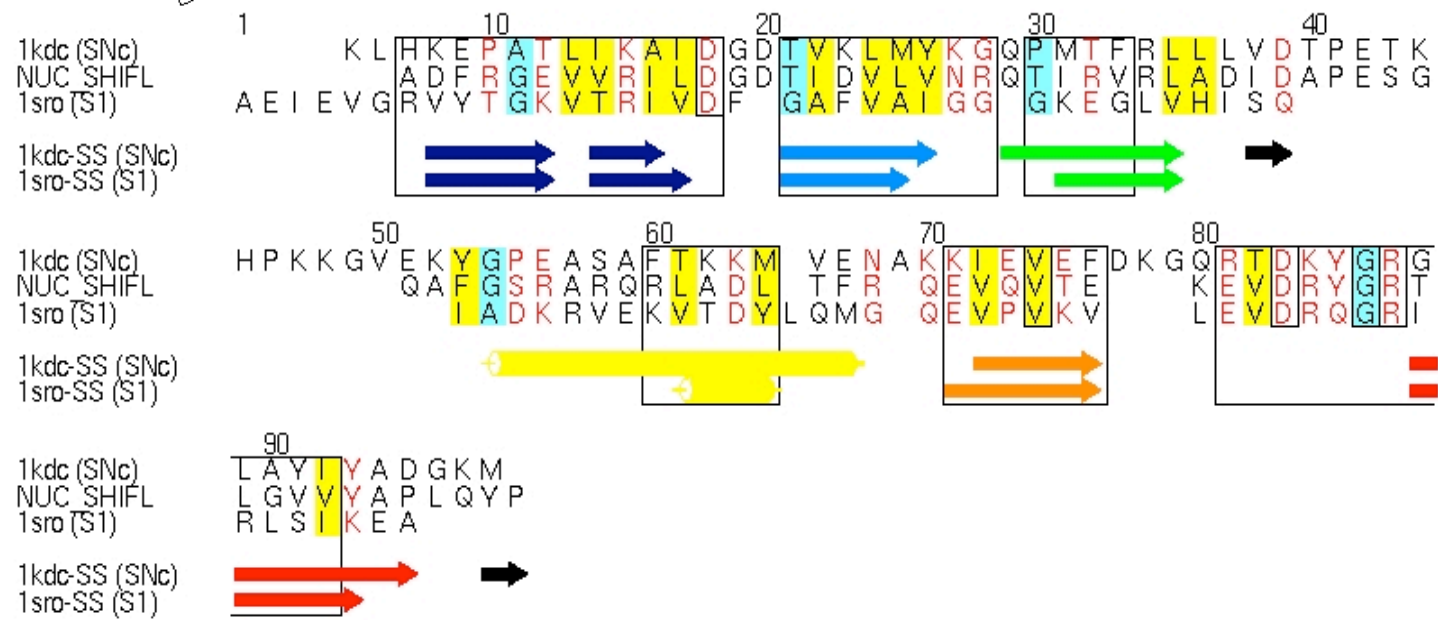 1 10 20 30 40
1kdc (SNc) K L H K E P A T L I K A I D G D T V K L M Y K G Q P M T F R L L L V D T P E T K
NUC_SHIFL A D F R G E V V R I L D G D T I D V L V N R Q T I R V R L A D I D A P E S G
1sro (S1) A E I E V G R V Y T G K V T R I V D F G A F V A I G G G K E G L V H I S Q
1kdc-SS (SNc)
1sro-SS (S1)
50 60 70 80
1kdc (SNc) H P K K G V E K Y G P E A S A F T K K M V E N A K K I E V E F D K G Q R T D K Y G R G
NUC_SHIFL Q A F G S R A R Q R L A D L T F R Q E V Q V T E K E V D R Y G R T
1sro (S1) I A D K R V E K V T D Y L Q M G Q E V P V K V L E V D R Q G R I
1kdc-SS (SNc)
1sro-SS (S1)
90
1kdc (SNc) L A Y I Y A D G K M
NUC_SHIFL L G V V Y A P L Q Y P
1sro (S1) R L S I K E A
1kdc-SS (SNc)
1sro-SS (S1)